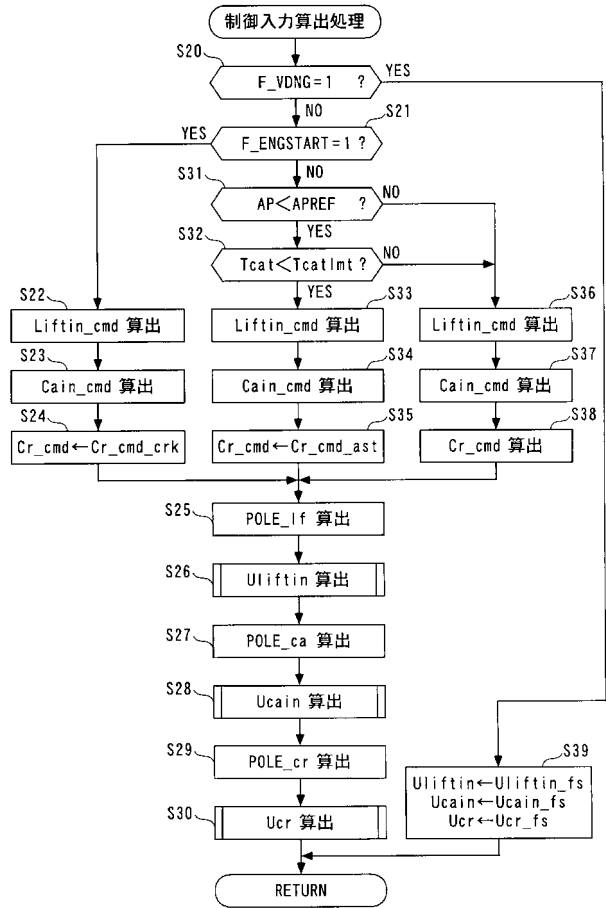 制御入力算出処理
S20
F_VDNG=1 ?
YES
NO
S21
F_ENGSTART=1?
YES
NO
S31
AP<APREF ?
NO
YES
S32
Tcat<Tcatlmt?
NO
YES
S22
Liftin_cmd 算出
S23
Cain_cmd 算出
S24
Cr_cmd←Cr_cmd_crk
S33
Liftin_cmd 算出
S34
Cain_cmd 算出
S35
Cr_cmd←Cr_cmd_ast
S36
Liftin_cmd 算出
S37
Cain_cmd 算出
S38
Cr_cmd 算出
S25
POLE_lf 算出
S26
Uliftin 算出
S27
POLE_ca 算出
S28
Ucain 算出
S29
POLE_cr 算出
S30
Ucr 算出
S39
Uliftin←Uliftin_fs
Ucain←Ucain_fs
Ucr←Ucr_fs
RETURN